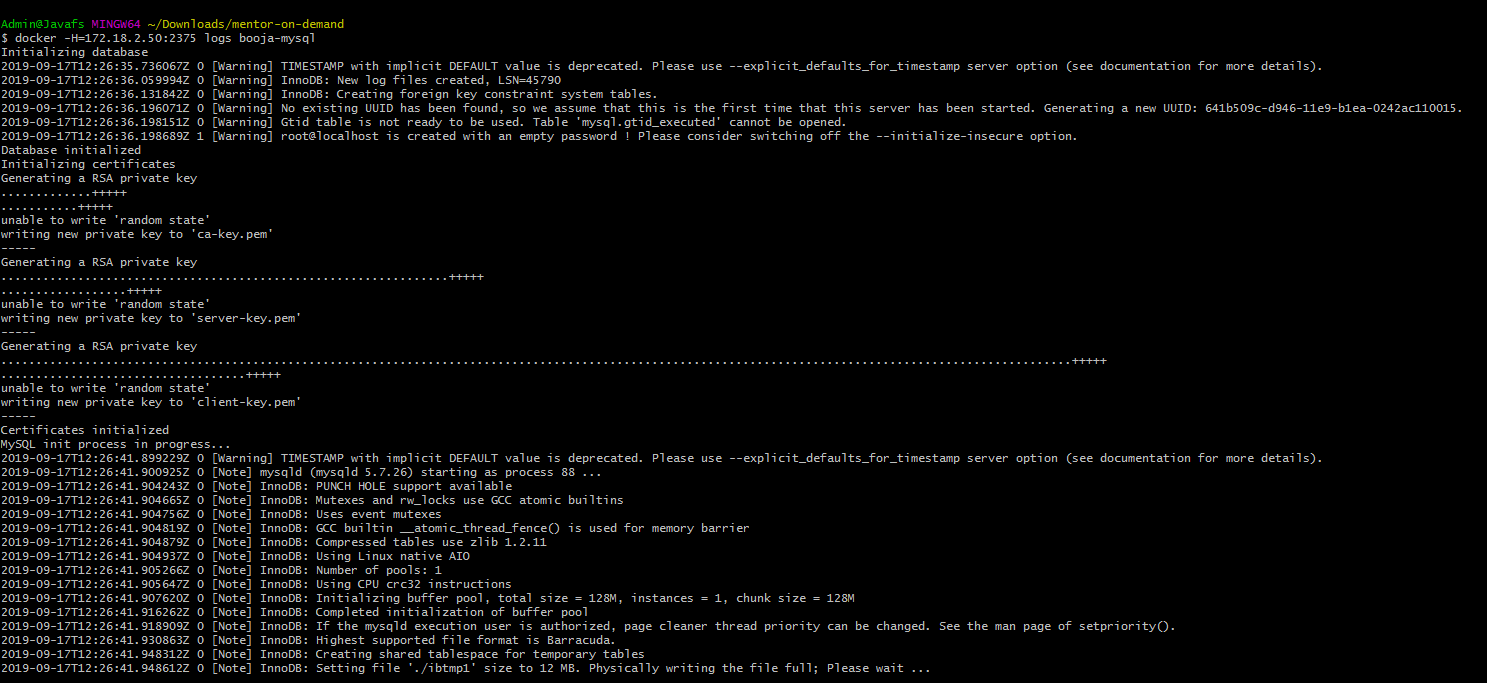 Admin@Javafs MINGW64 ~/Downloads/mentor-on-demand
$ docker -H=172.18.2.50:2375 logs booja-mysql
Initializing database
2019-09-17T12:26:35.736067Z 0 [Warning] TIMESTAMP with implicit DEFAULT value is deprecated. Please use --explicit_defaults_for_timestamp server option (see documentation for more details).
2019-09-17T12:26:36.059994Z 0 [Warning] InnoDB: New log files created, LSN=45790
2019-09-17T12:26:36.131842Z 0 [Warning] InnoDB: Creating foreign key constraint system tables.
2019-09-17T12:26:36.196071Z 0 [Warning] No existing UUID has been found, so we assume that this is the first time that this server has been started. Generating a new UUID: 641b509c-d946-11e9-b1ea-0242ac110015.
2019-09-17T12:26:36.198151Z 0 [Warning] Gtid table is not ready to be used. Table 'mysql.gtid_executed' cannot be opened.
2019-09-17T12:26:36.198689Z 1 [Warning] root@localhost is created with an empty password ! Please consider switching off the --initialize-insecure option.
Database initialized
Initializing certificates
Generating a RSA private key
.............+++++
...........+++++
unable to write 'random state'
writing new private key to 'ca-key.pem'
-----
Generating a RSA private key
................................................................+++++
..................+++++
unable to write 'random state'
writing new private key to 'server-key.pem'
-----
Generating a RSA private key
.........................................................................................................................................................+++++
...................................+++++
unable to write 'random state'
writing new private key to 'client-key.pem'
-----
Certificates initialized
MySQL init process in progress...
2019-09-17T12:26:41.899229Z 0 [Warning] TIMESTAMP with implicit DEFAULT value is deprecated. Please use --explicit_defaults_for_timestamp server option (see documentation for more details).
2019-09-17T12:26:41.900925Z 0 [Note] mysqld (mysqld 5.7.26) starting as process 88 ...
2019-09-17T12:26:41.904243Z 0 [Note] InnoDB: PUNCH HOLE support available
2019-09-17T12:26:41.904665Z 0 [Note] InnoDB: Mutexes and rw_locks use GCC atomic builtins
2019-09-17T12:26:41.904756Z 0 [Note] InnoDB: Uses event mutexes
2019-09-17T12:26:41.904819Z 0 [Note] InnoDB: GCC builtin __atomic_thread_fence() is used for memory barrier
2019-09-17T12:26:41.904879Z 0 [Note] InnoDB: Compressed tables use zlib 1.2.11
2019-09-17T12:26:41.904937Z 0 [Note] InnoDB: Using Linux native AIO
2019-09-17T12:26:41.905266Z 0 [Note] InnoDB: Number of pools: 1
2019-09-17T12:26:41.905647Z 0 [Note] InnoDB: Using CPU crc32 instructions
2019-09-17T12:26:41.907620Z 0 [Note] InnoDB: Initializing buffer pool, total size = 128M, instances = 1, chunk size = 128M
2019-09-17T12:26:41.916262Z 0 [Note] InnoDB: Completed initialization of buffer pool
2019-09-17T12:26:41.918909Z 0 [Note] InnoDB: If the mysqld execution user is authorized, page cleaner thread priority can be changed. See the man page of setpriority().
2019-09-17T12:26:41.930863Z 0 [Note] InnoDB: Highest supported file format is Barracuda.
2019-09-17T12:26:41.948312Z 0 [Note] InnoDB: Creating shared tablespace for temporary tables
2019-09-17T12:26:41.948612Z 0 [Note] InnoDB: Setting file './ibtmp1' size to 12 MB. Physically writing the file full; Please wait ...